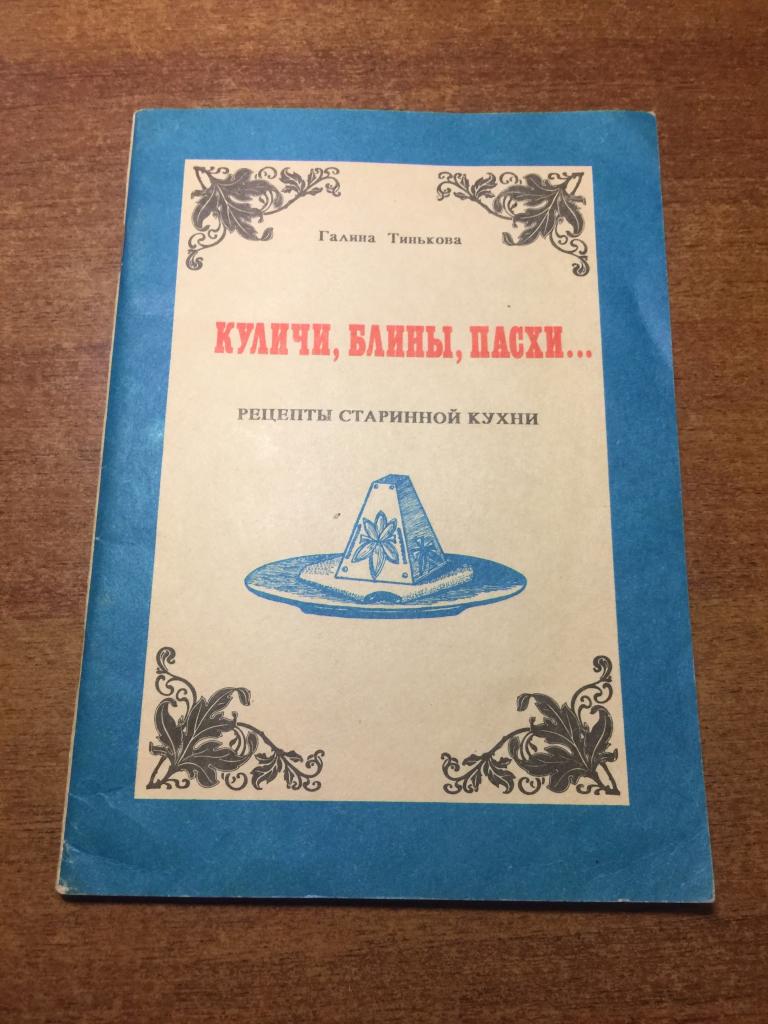 Галина Тинькова
КУЛИЧИ, БЛИНЫ, ПАСХИ...
РЕЦЕПТЫ СТАРИННОЙ КУХНИ